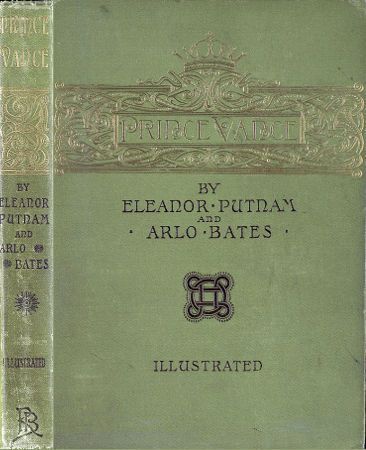 PRINCE
VANCE
BY
ELEANOR
PUTNAM
AND
ARLO
BATES
ILLUSTRATED
PRINCE VANCE
BY
ELEANOR · PUTNAM
AND
· ARLO · BATES ·
ILLUSTRATED